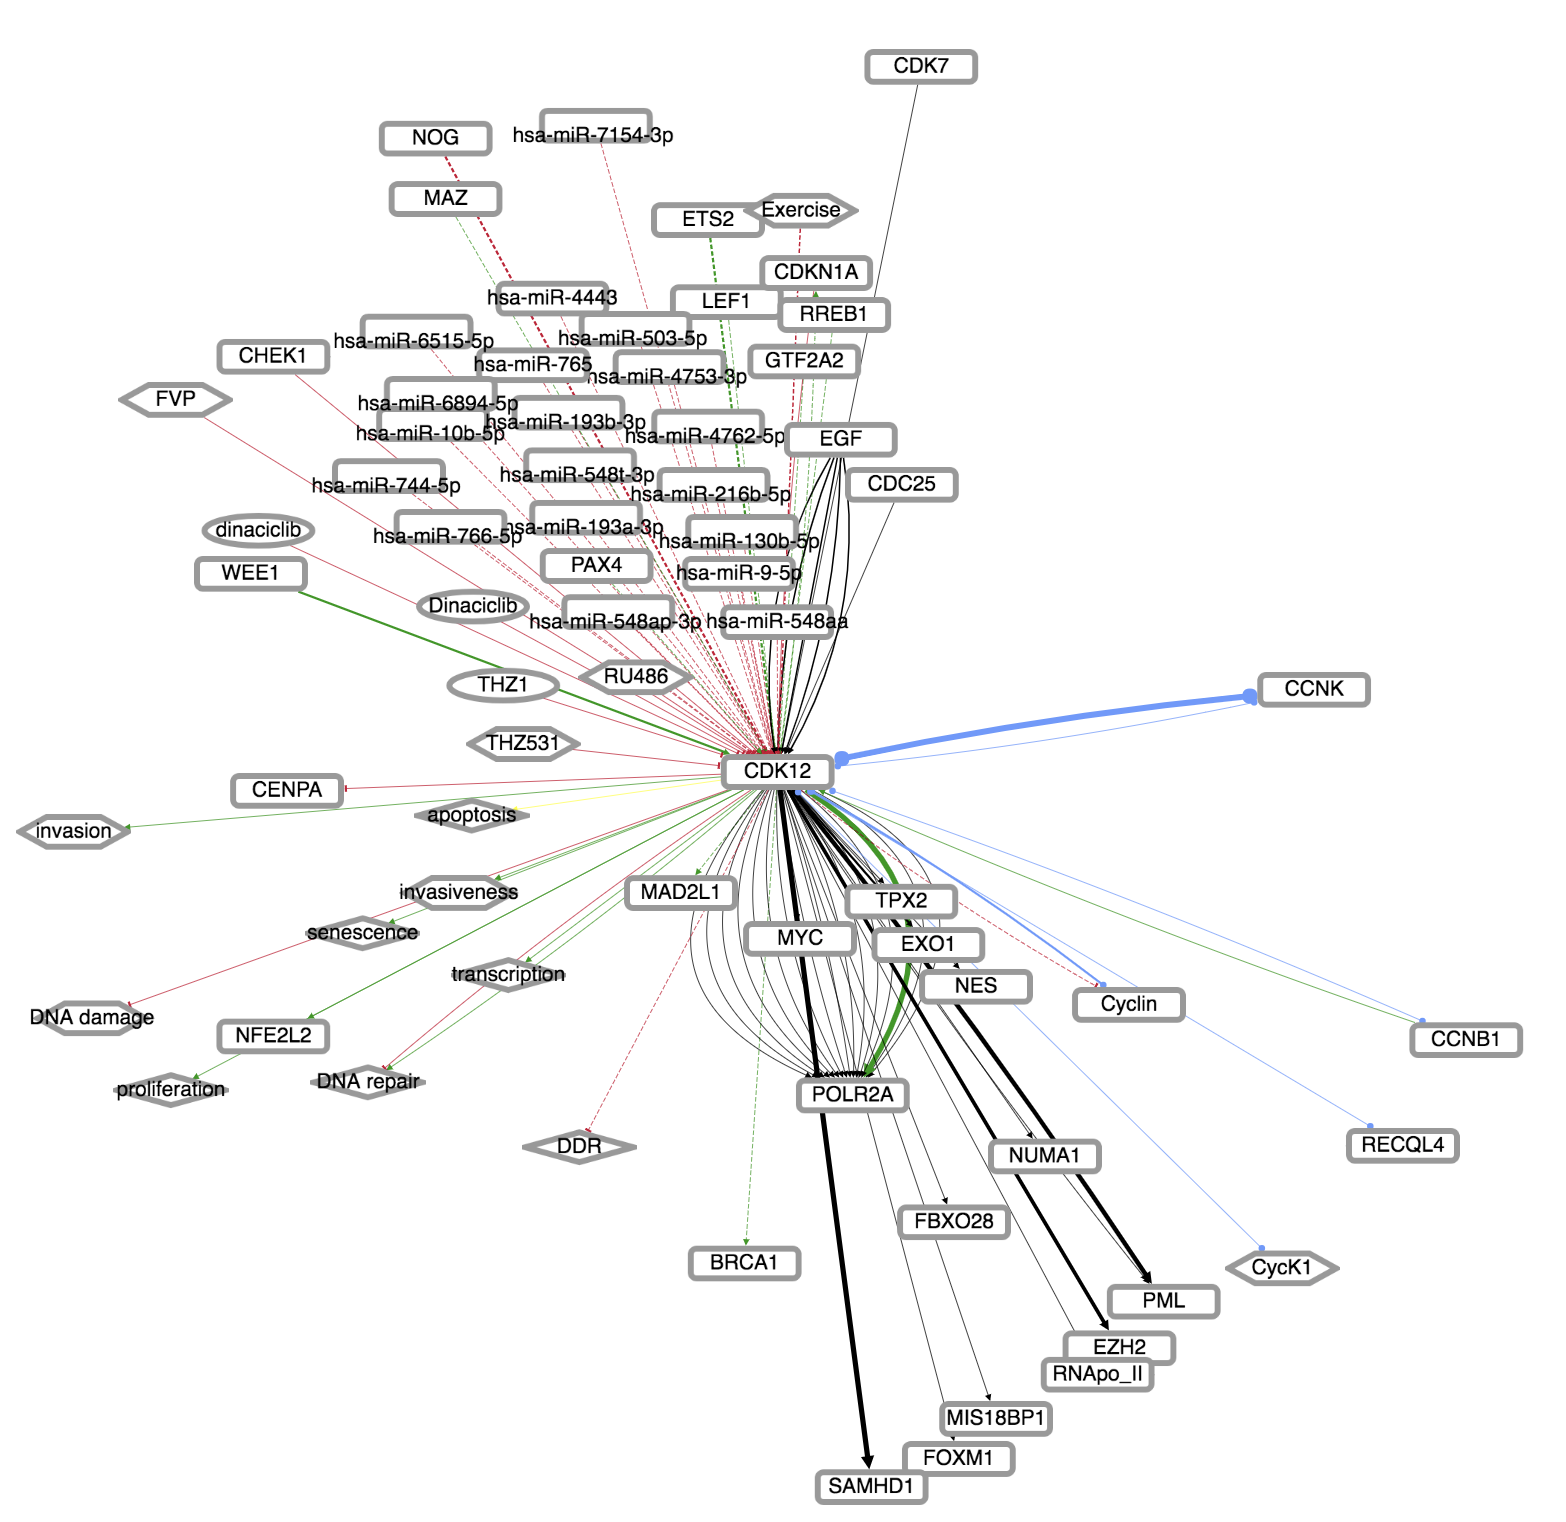 CDK7
NOG
hsa-miR-7154-3p
MAZ
ETS2
Exercise
CDKN1A
hsa-miR-4443
LEF1
RREB1
hsa-miR-6515-5p
hsa-miR-503-5p
CHEK1
hsa-miR-765
hsa-miR-4753-3p
GTF2A2
FVP
hsa-miR-6894-5p
hsa-miR-193b-3p
hsa-miR-10b-5p
hsa-miR-4762-5p
EGF
hsa-miR-744-5p
hsa-miR-548t-3p
hsa-miR-216b-5p
CDC25
dinaciclib
hsa-miR-766-5p
hsa-miR-193a-3p
hsa-miR-130b-5p
WEE1
PAX4
hsa-miR-9-5p
Dinaciclib
hsa-miR-548ap-3p
hsa-miR-548aa
THZ1
RU486
CCNK
THZ531
CDK12
CENPA
apoptosis
invasion
invasiveness
MAD2L1
TPX2
senescence
MYC
EXO1
transcription
NES
DNA damage
Cyclin
NFE2L2
CCNB1
proliferation
DNA repair
POLR2A
DDR
NUMA1
RECQL4
FBXO28
BRCA1
CycK1
PML
EZH2
RNApo_II
MIS18BP1
FOXM1
SAMHD1